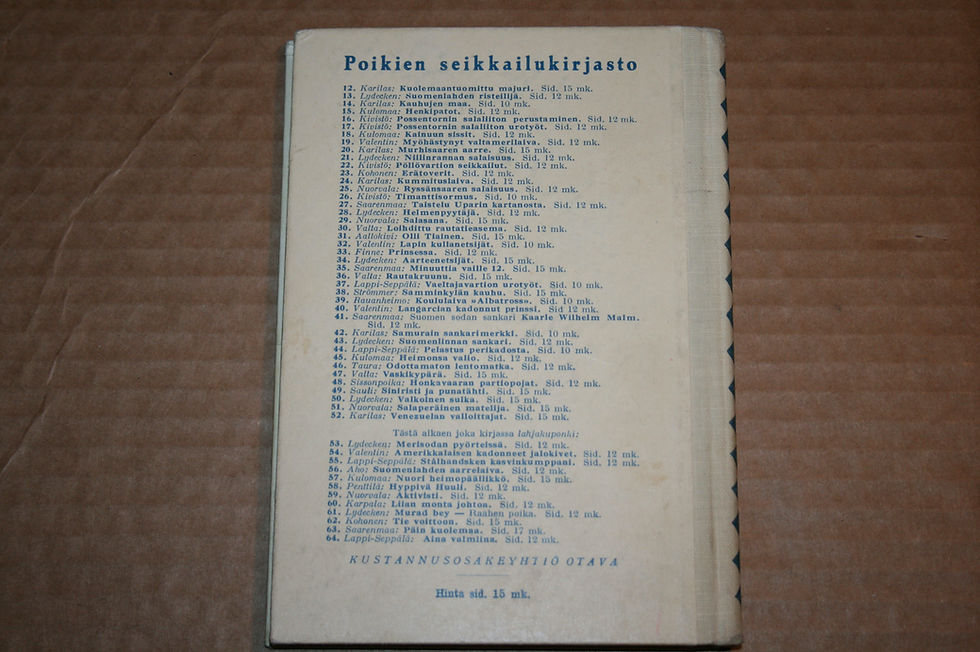 Poikien seikkailukirjasto
12. Karilas: Kuolemaantuomittu majuri. Sid. 15 mk.
13. Lydecken: Suomenlahden risteilijä. Sid. 12 mk.
14. Karilas: Kauhujen maa. Sid. 10 mk.
15. Kulomaa: Henkipatot. Sid. 12 mk.
16. Kivistö: Possentornin salaliiton perustaminen. Sid. 12 mk.
17. Kivistö: Possentornin salaliiton urotyöt. Sid. 12 mk.
18. Kulomaa: Kainuun sissit. Sid. 12 mk.
19. Valentin: Myöhästynyt valtamerilaiva. Sid. 12 mk.
20. Karilas: Murhisaaren aarre. Sid. 15 mk.
21. Lydecken: Niilinrannan salaisuus. Sid. 12 mk.
22. Kivistö: Pöllövartion seikkailut. Sid. 12 mk.
23. Kohonen: Erätoverit. Sid. 12 mk.
24. Karilas: Kummituslaiva. Sid. 12 mk.
25. Nuorvala: Ryssänsaaren salaisuus. Sid. 12 mk.
26. Kivistö: Timanttisormus. Sid. 10 mk.
27. Saarenmaa: Taistelu Uparin kartanosta. Sid. 12 mk.
28. Lydecken: Helmenpyytäjä. Sid. 12 mk.
29. Nuorvala: Salasana. Sid. 15 mk.
30. Valla: Loihdittu rautatieasema. Sid. 12 mk.
31. Aaltokivi: Olli Tiainen. Sid. 15 mk.
32. Valentin: Lapin kullanetsijät. Sid. 10 mk.
33. Finne: Prinsessa. Sid. 12 mk.
34. Lydecken: Aarteenetsijät. Sid. 15 mk.
35. Saarenmaa: Minuuttia vaille 12. Sid. 15 mk.
36. Valla: Rautakruunu. Sid. 15 mk.
37. Lappi-Seppälä: Vaeltajavartion urotyöt. Sid. 10 mk.
38. Strömmer: Samminkylän kauhu. Sid. 15 mk.
39. Rauanheimo: Koululaiva »Albatross». Sid. 10 mk.
40. Valentin: Langarcian kadonnut prinssi. Sid. 12 mk.
41. Saarenmaa: Suomen sodan sankari Kaarle Wilhelm Malm.
Sid. 12 mk.
42. Karilas: Samurain sankarimerkki. Sid. 10 mk.
43. Lydecken: Suomenlinnan sankari. Sid. 12 mk.
44. Lappi-Seppälä: Pelastus perikadosta. Sid. 10 mk.
45. Kulomaa: Heimonsa valio. Sid. 12 mk.
46. Taura: Odottamaton lentomatka. Sid. 12 mk.
47. Valla: Vaskikypärä. Sid. 15 mk.
48. Sissonpoika: Honkavaaran partiopojat. Sid. 12 mk.
49. Sauli: Siniristi ja punatähti. Sid. 12 mk.
50. Lydecken: Valkoinen sulka. Sid. 15 mk.
51. Nuorvala: Salaperäinen matelija. Sid. 15 mk.
52. Karilas: Venezuelan valloittajat. Sid. 15 mk.
Tästä alkaen joka kirjassa lahjakuponki:
53. Lydecken: Merisodan pyörteissä. Sid. 12 mk.
54. Valentin: Amerikkalaisen kadonneet jalokivet. Sid. 12 mk.
55. Lappi-Seppälä: Stålhandsken kasvinkumppani. Sid. 12 mk.
56. Aho: Suomenlahden aarrelaiva. Sid. 12 mk.
57. Kulomaa: Nuori heimopäällikkö. Sid. 15 mk.
58. Penttilä: Hyppivä Huuli. Sid. 12 mk.
59. Nuorvala: Aktivisti. Sid. 12 mk.
60. Karpala: Liian monta johtoa. Sid. 12 mk.
61. Lydecken: Murad bey — Raahen poika. Sid. 12 mk.
62. Kohonen: Tie voittoon. Sid. 15 mk.
63. Saarenmaa: Päin kuolemaa. Sid. 17 mk.
64. Lappi-Seppälä: Aina valmiina. Sid. 12 mk.
KUSTANNUSOSAKEYHTIÖ OTAVA
Hinta sid. 15 mk.